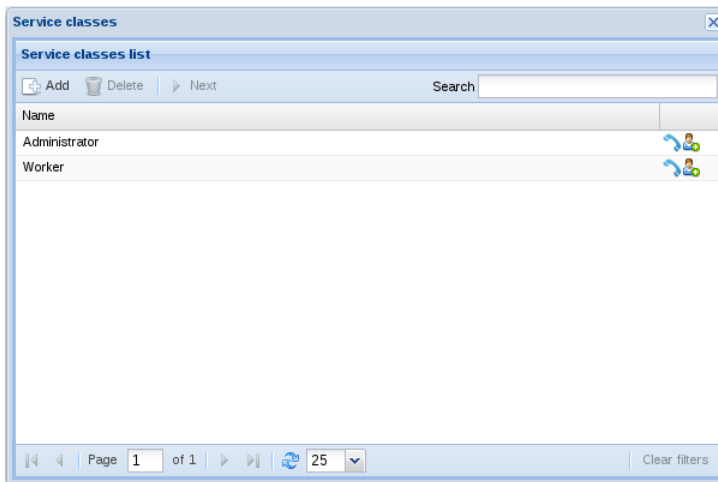 Service classes
Service classes list
Add Delete Next Search
Name
Administrator
Worker
Page 1 of 1 25 Clear filters